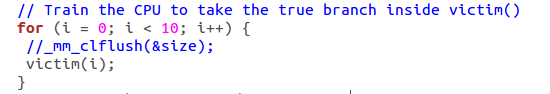 // Train the CPU to take the true branch inside victim()
for (i = 0; i < 10; i++) {
//_mm_clflush(&size);
victim(i);
}